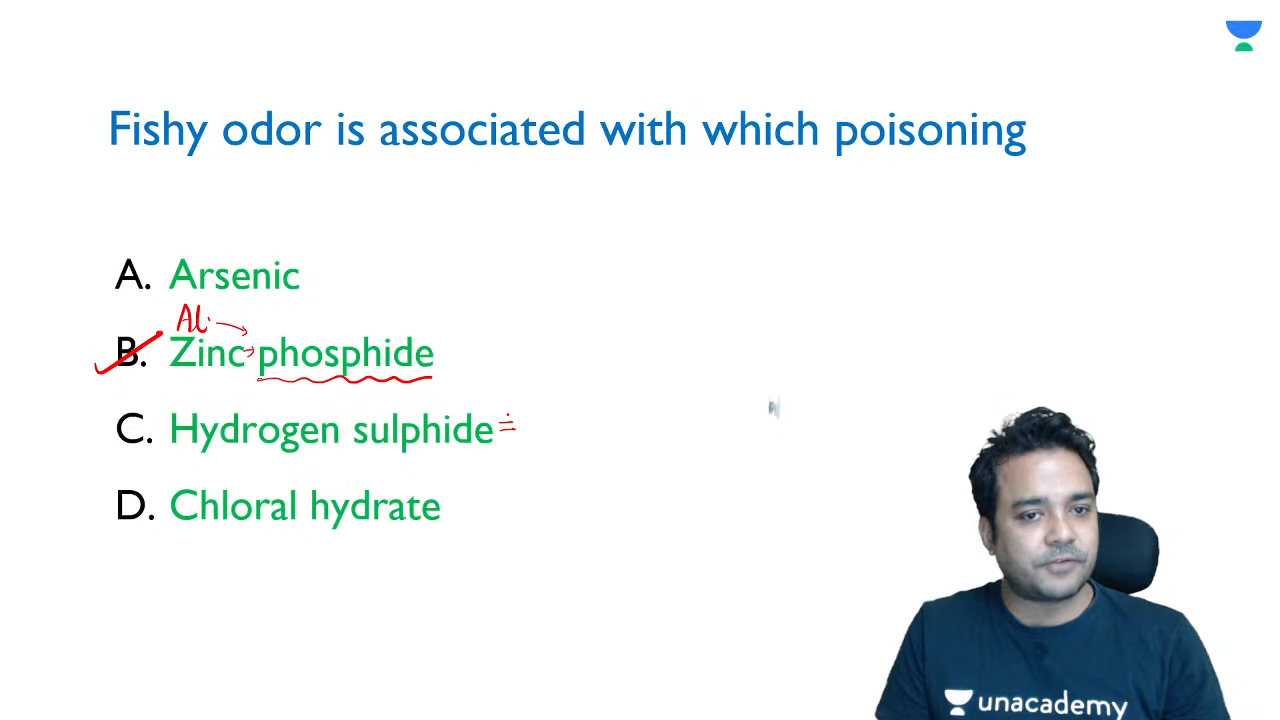 Fishy odor is associated with which poisoning
A. Arsenic
Al.
B. Zinc phosphide
C. Hydrogen sulphide
D. Chloral hydrate
unacademy